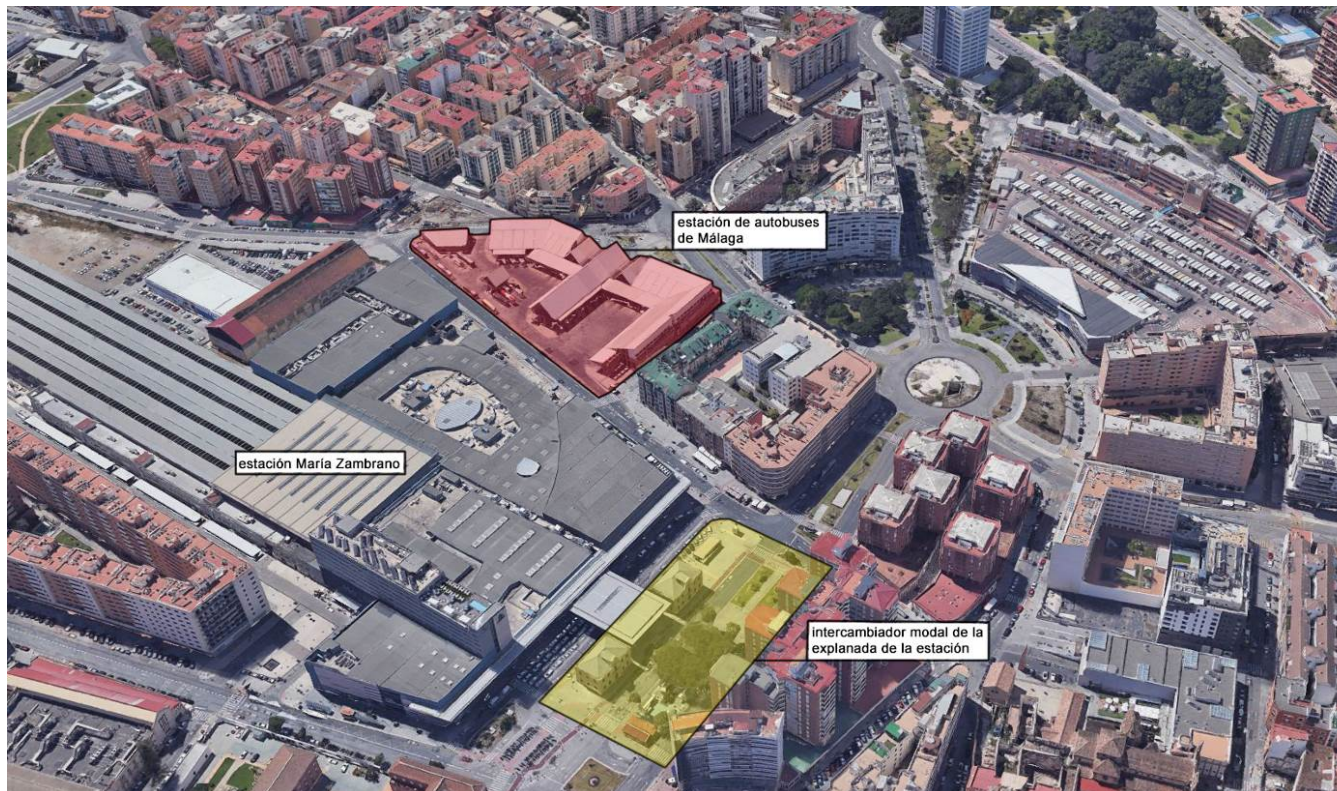 estación de autobuses
de Málaga
estación María Zambrano
intercambiador modal de la
explanada de la estación